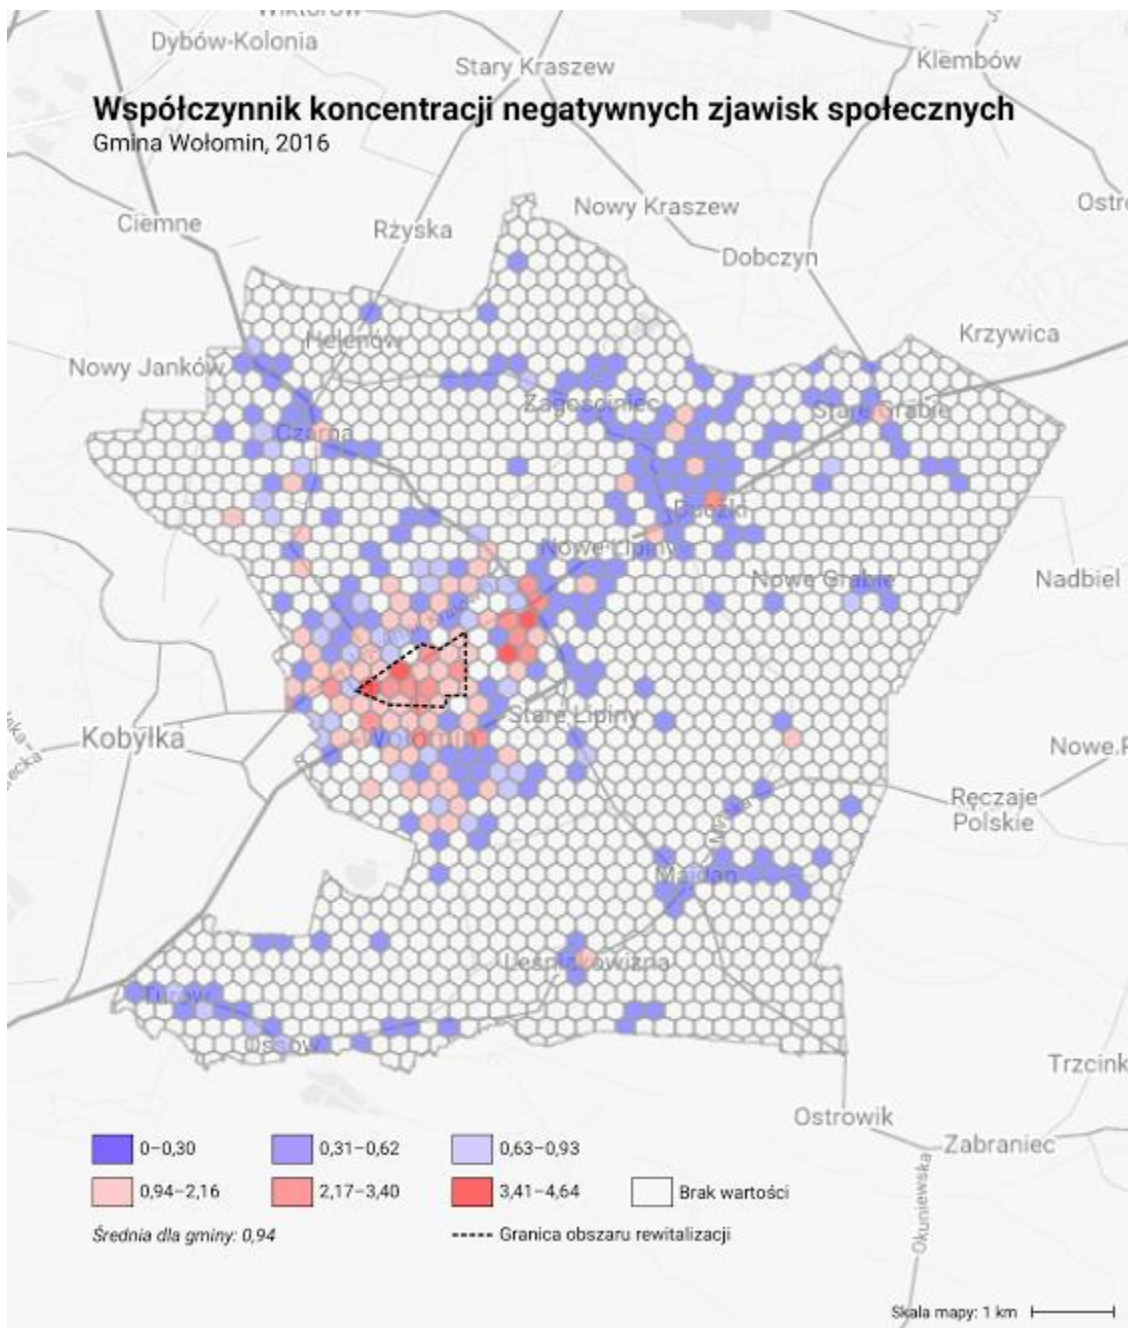 Wiktorów
Dybów-Kolonia
Stary Kraszew
Klembów
Współczynnik koncentracji negatywnych zjawisk społecznych
Gmina Wołomin, 2016
Nowy Kraszew
Ciemne
Rżyska
Dobczyn
Krzywica
Helenów
Nowy Janków
Zagościniec
Stare Grabie
Czarna
Duczki
Nowe Lipiny
Nowe Grabie
Nadbiel
Stare Lipiny
Kobyłka
Wołomin
Ręczaje
Polskie
Majdan
Leśniakowizna
Turów
Ossów
Ostrowik
Zabraniec
Okuniewska
0–0,30
0,31–0,62
0,63–0,93
0,94–2,16
2,17–3,40
3,41–4,64
Brak wartości
Średnia dla gminy: 0,94
Granica obszaru rewitalizacji
Skala mapy: 1 km